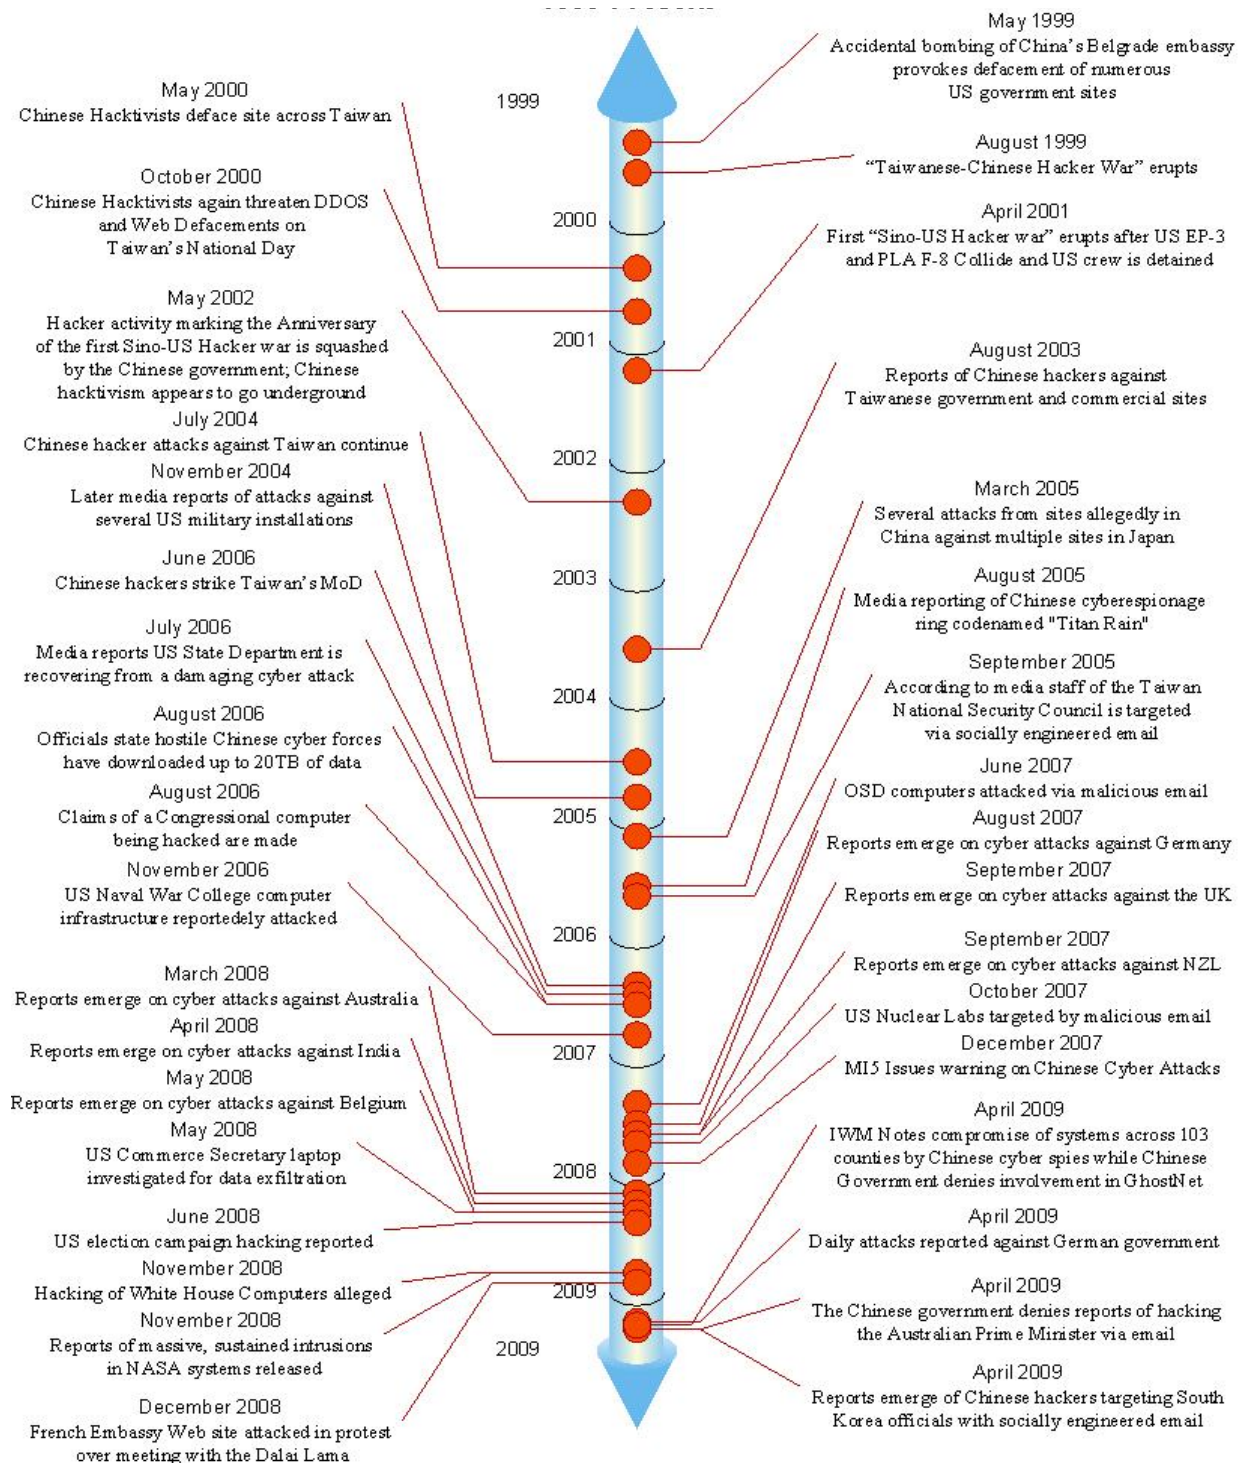 May 1999
Accidental bombing of China's Belgrade embassy
provokes defacement of numerous
US government sites
August 1999
“Taiwanese-Chinese Hacker War” erupts
April 2001
First “Sino-US Hacker war” erupts after US EP-3
and PLA F-8 Collide and US crew is detained
August 2003
Reports of Chinese hackers against
Taiwanese government and commercial sites
March 2005
Several attacks from sites allegedly in
China against multiple sites in Japan
August 2005
Media reporting of Chinese cyberespionage
ring codenamed "Titan Rain"
September 2005
According to media staff of the Taiwan
National Security Council is targeted
via socially engineered email
June 2007
OSD computers attacked via malicious email
August 2007
Reports emerge on cyber attacks against Germany
September 2007
Reports emerge on cyber attacks against the UK
September 2007
Reports emerge on cyber attacks against NZL
October 2007
US Nuclear Labs targeted by malicious email
December 2007
MI5 Issues warning on Chinese Cyber Attacks
April 2009
IWM Notes compromise of systems across 103
counties by Chinese cyber spies while Chinese
Government denies involvement in GhostNet
April 2009
Daily attacks reported against German government
April 2009
The Chinese government denies reports of hacking
the Australian Prime Minister via email
April 2009
Reports emerge of Chinese hackers targeting South
Korea officials with socially engineered email
1999
2000
2001
2002
2003
2004
2005
2006
2007
2008
2009
2009
May 2000
Chinese Hacktivists deface site across Taiwan
October 2000
Chinese Hacktivists again threaten DDOS
and Web Defacements on
Taiwan's National Day
May 2002
Hacker activity marking the Anniversary
of the first Sino-US Hacker war is squashed
by the Chinese government; Chinese
hacktivism appears to go underground
July 2004
Chinese hacker attacks against Taiwan continue
November 2004
Later media reports of attacks against
several US military installations
June 2006
Chinese hackers strike Taiwan's MoD
July 2006
Media reports US State Department is
recovering from a damaging cyber attack
August 2006
Officials state hostile Chinese cyber forces
have downloaded up to 20TB of data
August 2006
Claims of a Congressional computer
being hacked are made
November 2006
US Naval War College computer
infrastructure reportedely attacked
March 2008
Reports emerge on cyber attacks against Australia
April 2008
Reports emerge on cyber attacks against India
May 2008
Reports emerge on cyber attacks against Belgium
May 2008
US Commerce Secretary laptop
investigated for data exfiltration
June 2008
US election campaign hacking reported
November 2008
Hacking of White House Computers alleged
November 2008
Reports of massive, sustained intrusions
in NASA systems released
December 2008
French Embassy Web site attacked in protest
over meeting with the Dalai Lama